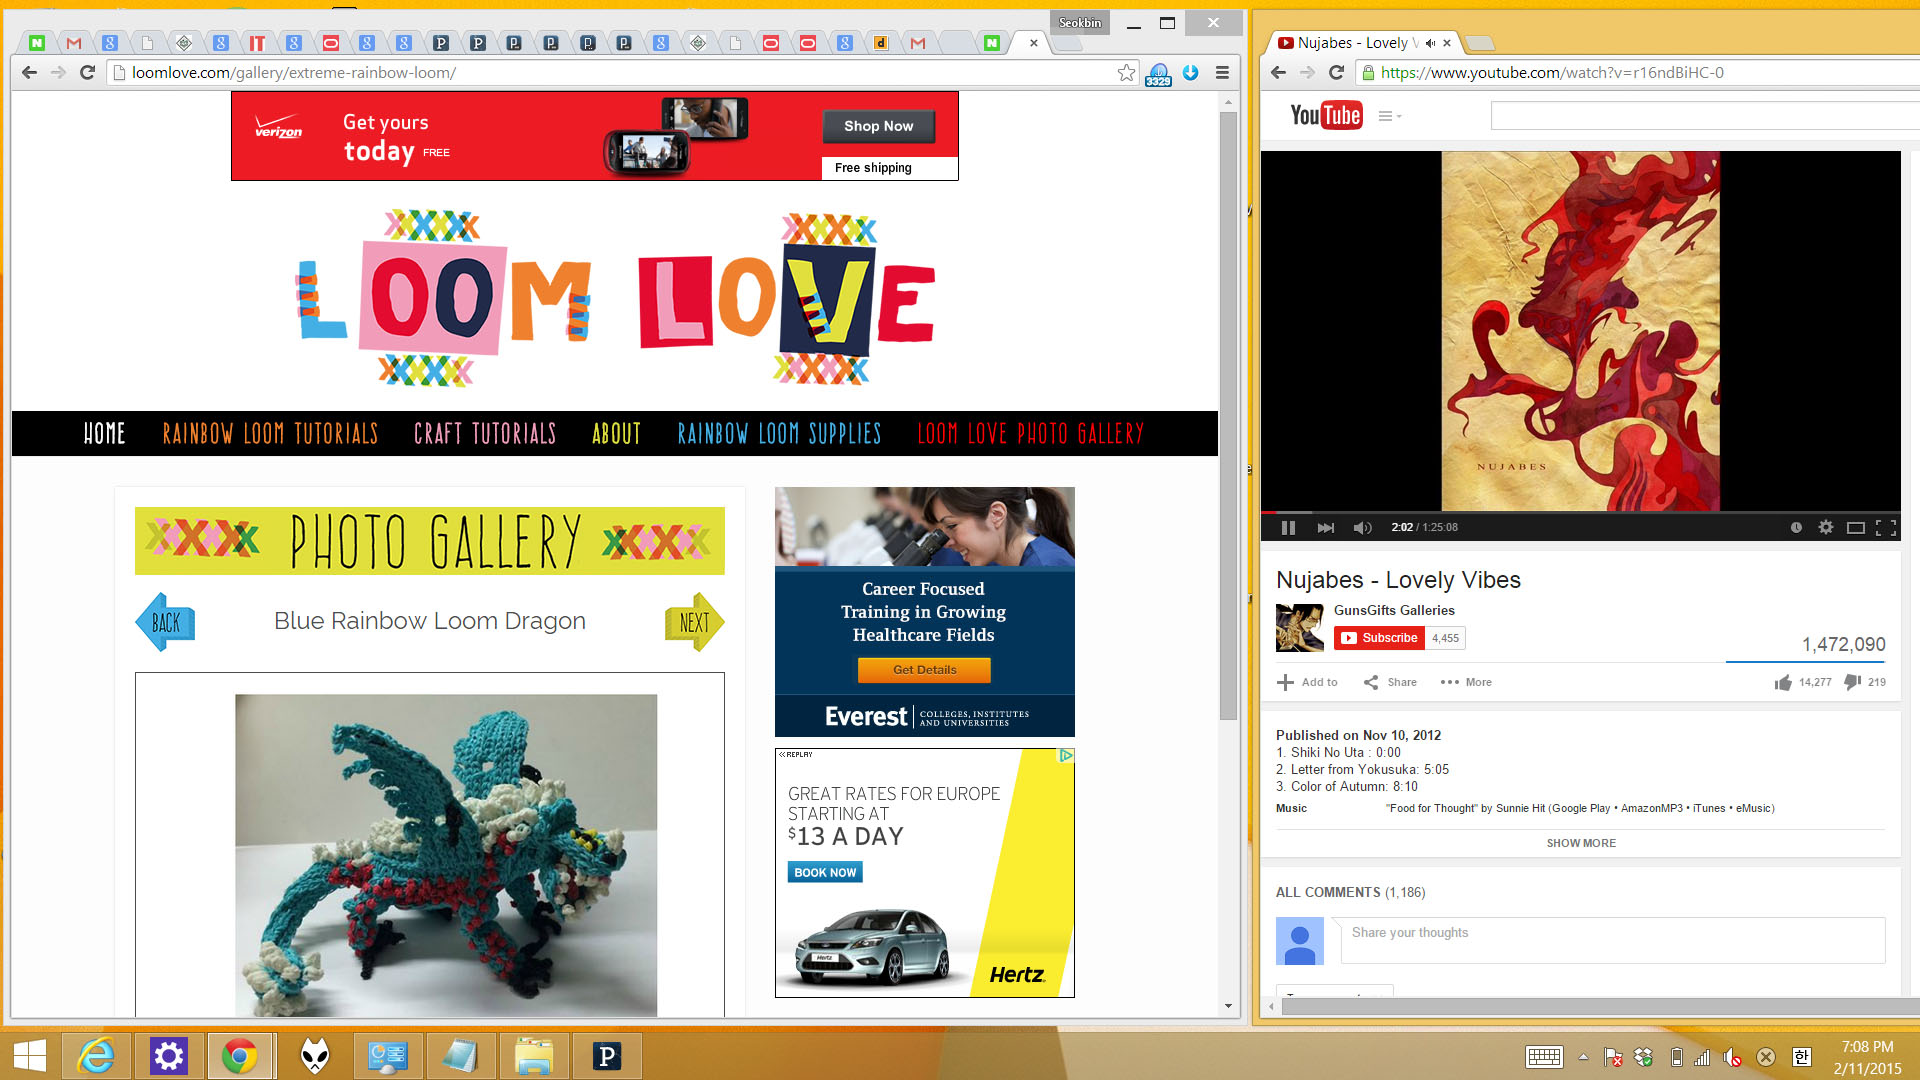 Seokbin
loomlove.com/gallery/extreme-rainbow-loom/
3329
verizon
Get yours
today FREE
Shop Now
Free shipping
LOOM LOVE
HOME
RAINBOW LOOM TUTORIALS
CRAFT TUTORIALS
ABOUT
RAINBOW LOOM SUPPLIES
LOOM LOVE PHOTO GALLERY
PHOTO GALLERY
BACK
Blue Rainbow Loom Dragon
NEXT
Career Focused
Training in Growing
Healthcare Fields
Get Details
Everest
COLLEGES, INSTITUTES
AND UNIVERSITIES
<<REPLAY
GREAT RATES FOR EUROPE
STARTING AT
$13 A DAY
BOOK NOW
Hertz
Hertz.
Nujabes - Lovely V
https://www.youtube.com/watch?v=r16ndBiHC-0
YouTube
NUJABES
2:02 / 1:25:08
Nujabes - Lovely Vibes
GunsGifts Galleries
Subscribe 4,455
1,472,090
Add to
Share
More
14,277
219
Published on Nov 10, 2012
1. Shiki No Uta : 0:00
2. Letter from Yokusuka: 5:05
3. Color of Autumn: 8:10
Music "Food for Thought" by Sunnie Hit (Google Play • AmazonMP3 • iTunes • eMusic)
SHOW MORE
ALL COMMENTS (1,186)
Share your thoughts
한
7:08 PM
2/11/2015